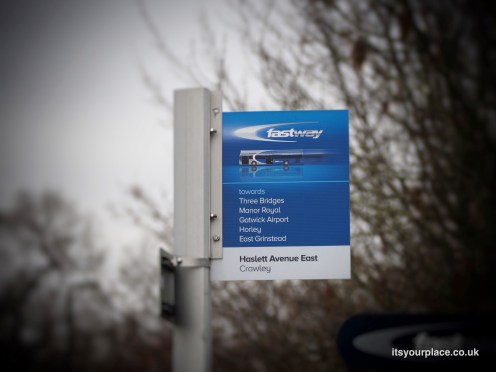 fastway
towards
Three Bridges
Manor Royal
Gatwick Airport
Horley
East Grinstead
Haslett Avenue East
Crawley
itsyourplace.co.uk